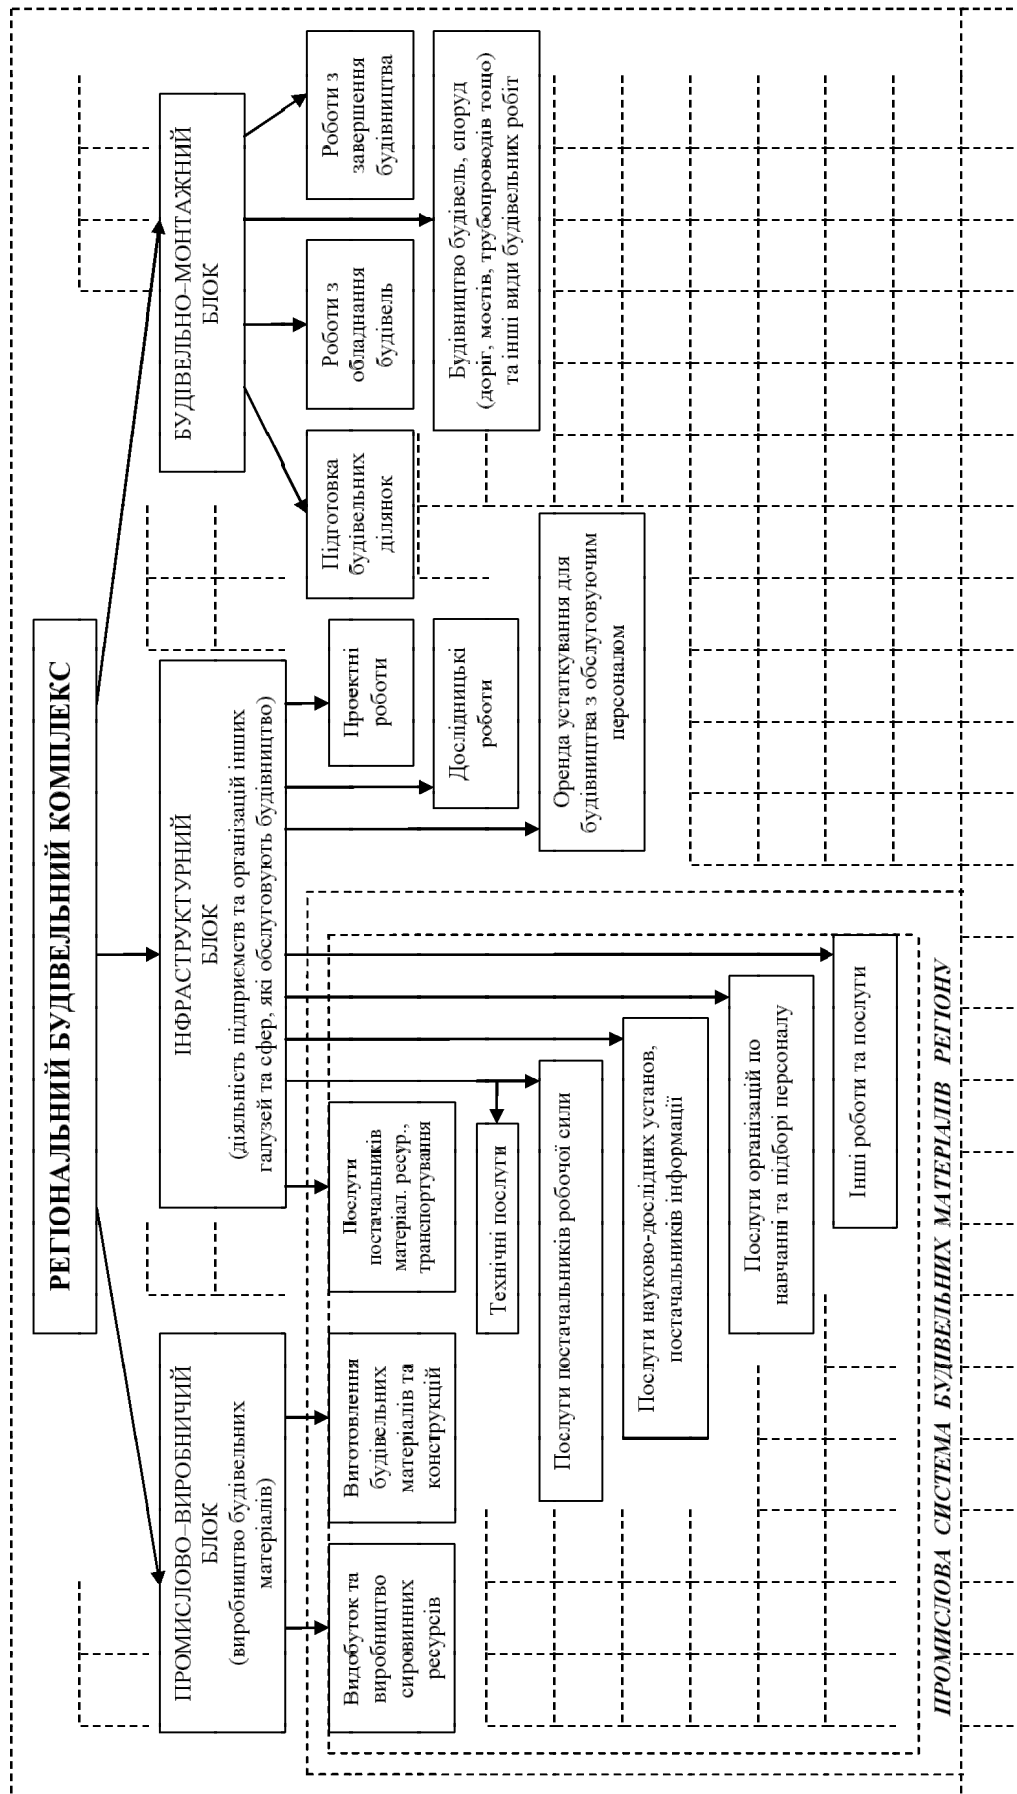 РЕГІОНАЛЬНИЙ БУДІВЕЛЬНИЙ КОМПЛЕКС
ПРОМИСЛОВО–ВИРОБНИЧИЙ
БЛОК
(виробництво будівельних
матеріалів)
ІНФРАСТРУКТУРНИЙ
БЛОК
(діяльність підприємств та організацій інших
галузей та сфер, які обслуговують будівництво)
БУДІВЕЛЬНО–МОНТАЖНИЙ
БЛОК
Видобуток та
виробництво
сировинних
ресурсів
Виготовлення
будівельних
матеріалів та
конструкцій
Послуги
постачальників
матеріал. ресур.,
транспортування
Технічні послуги
Послуги постачальників робочої сили
Послуги науково-дослідних установ,
постачальників інформації
Послуги організацій по
навчанні та підборі персоналу
Інші роботи та послуги
Проектні
роботи
Дослідницькі
роботи
Оренда устаткування для
будівництва з обслуговуючим
персоналом
Підготовка
будівельних
ділянок
Роботи з
обладнання
будівель
Роботи з
завершення
будівництва
Будівництво будівель, споруд
(доріг, мостів, трубопроводів тощо)
та інші види будівельних робіт
ПРОМИСЛОВА СИСТЕМА БУДІВЕЛЬНИХ МАТЕРІАЛІВ РЕГІОНУ